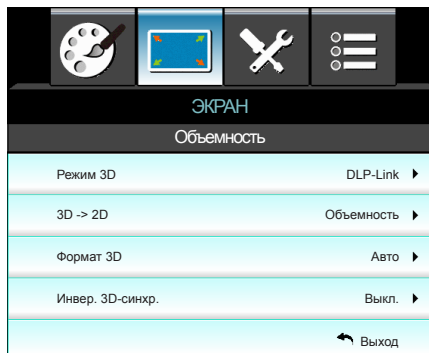 ЭКРАН
Объемность
Режим 3D DLP-Link
3D -> 2D Объемность
Формат 3D Авто
Инвер. 3D-синхр. Выкл.
Выход